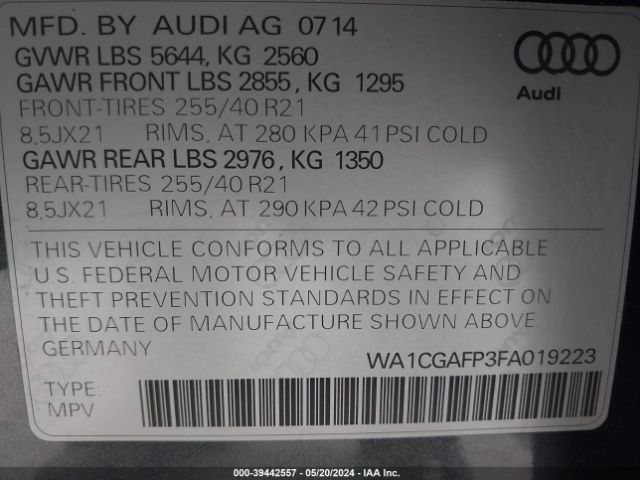 MFD. BY AUDI AG 0714
GVWR LBS 5644, KG 2560
GAWR FRONT LBS 2855, KG 1295
FRONT-TIRES 255/40 R21
8,5JX21 RIMS, AT 280 KPA 41 PSI COLD
GAWR REAR LBS 2976, KG 1350
REAR-TIRES 255/40 R21
8,5JX21 RIMS, AT 290 KPA 42 PSI COLD
Audi
THIS VEHICLE CONFORMS TO ALL APPLICABLE
U.S. FEDERAL MOTOR VEHICLE SAFETY AND
THEFT PREVENTION STANDARDS IN EFFECT ON
THE DATE OF MANUFACTURE SHOWN ABOVE.
GERMANY
WA1CGAFP3FA019223
TYPE:
MPV
000-39442557 - 05/20/2024 - IAA Inc.